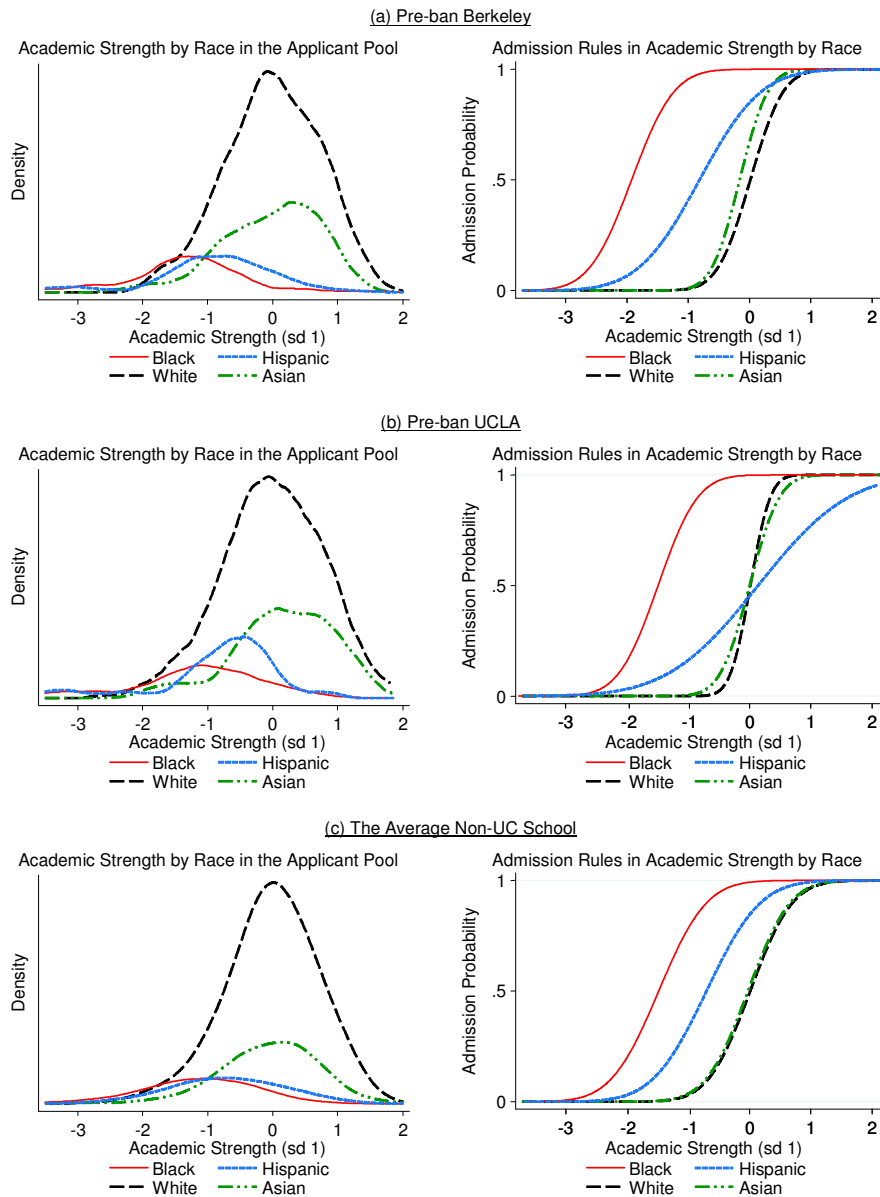 (a) Pre-ban Berkeley
Academic Strength by Race in the Applicant Pool
Density
-3 -2 -1 0 1 2
Academic Strength (sd 1)
Black Hispanic
White Asian
Admission Rules in Academic Strength by Race
Admission Probability
1
.5
0
-3 -2 -1 0 1 2
Academic Strength (sd 1)
Black Hispanic
White Asian
(b) Pre-ban UCLA
Academic Strength by Race in the Applicant Pool
Density
-3 -2 -1 0 1 2
Academic Strength (sd 1)
Black Hispanic
White Asian
Admission Rules in Academic Strength by Race
Admission Probability
1
.5
0
-3 -2 -1 0 1 2
Academic Strength (sd 1)
Black Hispanic
White Asian
(c) The Average Non-UC School
Academic Strength by Race in the Applicant Pool
Density
-3 -2 -1 0 1 2
Academic Strength (sd 1)
Black Hispanic
White Asian
Admission Rules in Academic Strength by Race
Admission Probability
1
.5
0
-3 -2 -1 0 1 2
Academic Strength (sd 1)
Black Hispanic
White Asian